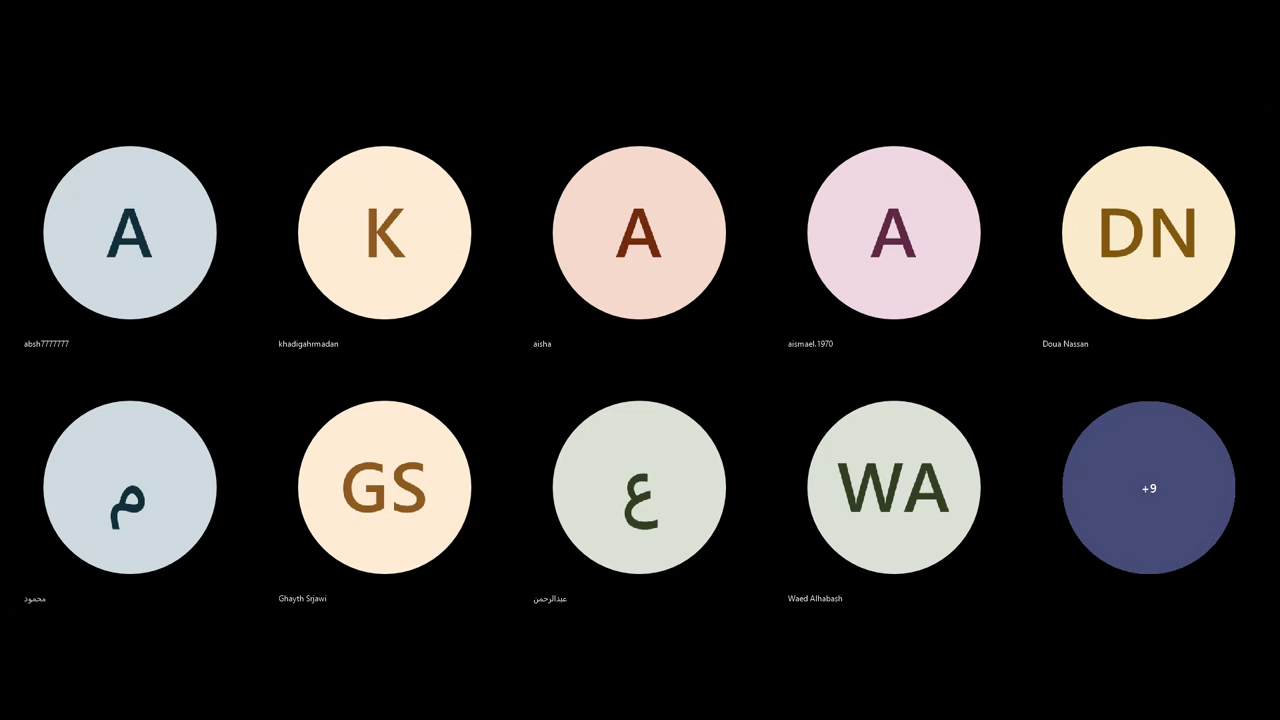 A
K
A
A
DN
absh7777777
khadigahrmadan
aisha
aismael.1970
Doua Nassan
م
GS
ع
WA
+9
محمود
Ghayth Srjawi
عبدالرحمن
Waed Alhabash